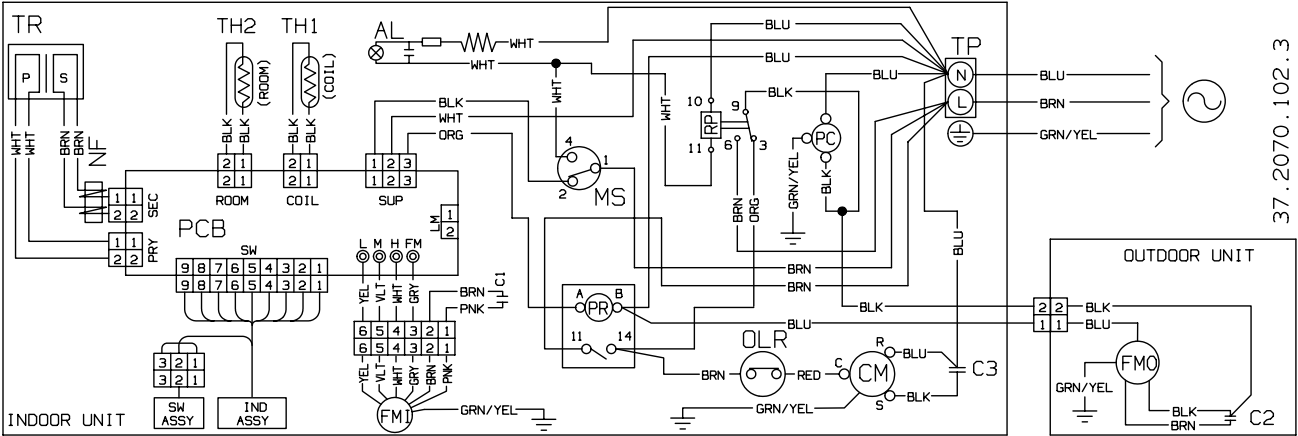 TR
P S
WHT
WHT
BRN
BRN
NF
TH2
(ROOM)
BLK
BLK
TH1
(COIL)
BLK
BLK
AL
WHT
WHT
WHT
BLK
WHT
ORG
4
1
2
MS
WHT
BLU
BLU
BLU
BLK
10
9
RP
11
6
3
BRN
ORG
PC
GRN/YEL
BLK
TP
N
L
BLU
BRN
GRN/YEL
37.2070.102.3
2 1
2 1
ROOM
2 1
2 1
COIL
1 2 3
1 2 3
SUP
1 1
2 2
SEC
1 1
2 2
PRY
PCB
LM
1
2
SW
9 8 7 6 5 4 3 2 1
9 8 7 6 5 4 3 2 1
L M H FM
YEL
VLT
WHT
GRY
BRN
PNK
C1
6 5 4 3 2 1
6 5 4 3 2 1
YEL
VLT
WHT
GRY
BRN
PNK
FMI
GRN/YEL
3 2 1
3 2 1
SW
ASSY
IND
ASSY
INDOOR UNIT
BRN
BRN
BLK
BLU
BLU
A
PR
B
11
14
OLR
BRN
RED
C
R
CM
S
BLU
BLK
C3
GRN/YEL
OUTDOOR UNIT
2 2
1 1
BLK
BLU
FMO
GRN/YEL
BLK
BRN
C2